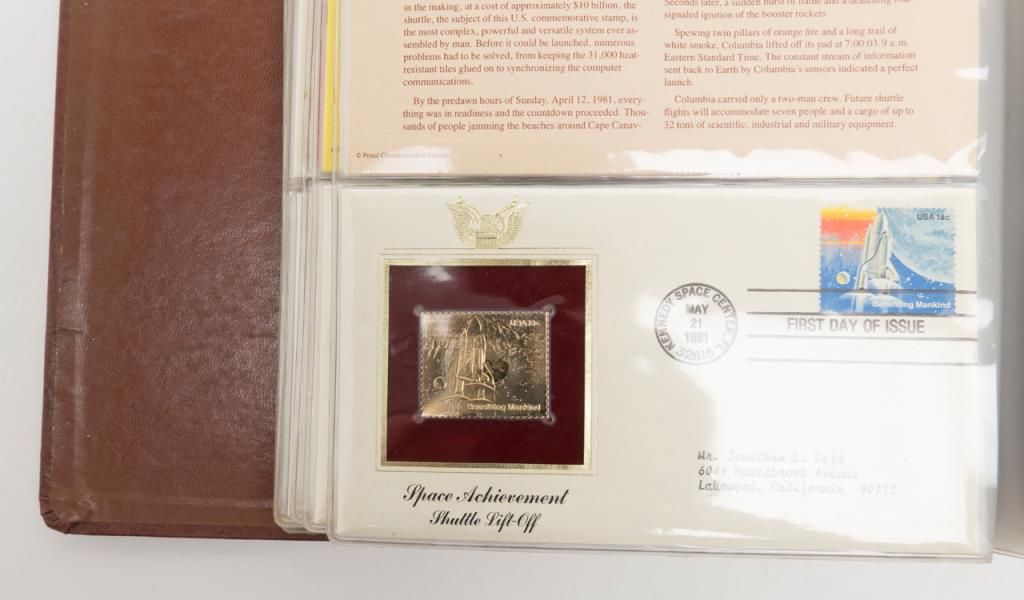 in the making, at a cost of approximately $10 billion, the
shuttle, the subject of this U.S. commemorative stamp, is
the most complex, powerful and versatile system ever as-
sembled by man. Before it could be launched, numerous
problems had to be solved, from keeping the 31,000 heat-
resistant tiles glued on to synchronizing the computer
communications.
By the predawn hours of Sunday, April 12, 1981, every-
thing was in readiness and the countdown proceeded. Thou-
sands of people jamming the beaches around Cape Canav-
© Postal Commemorative Society
Seconds later, a sudden burst of flame and a deafening roar
signaled ignition of the booster rockets.
Spewing twin pillars of orange fire and a long trail of
white smoke, Columbia lifted off its pad at 7:00:03.9 a.m.
Eastern Standard Time. The constant stream of information
sent back to Earth by Columbia's sensors indicated a perfect
launch.
Columbia carried only a two-man crew. Future shuttle
flights will accommodate seven people and a cargo of up to
32 tons of scientific, industrial and military equipment.
USA 18c
Benefiting Mankind
KENNEDY SPACE CENTER, FL
MAY
21
1981
32815
FIRST DAY OF ISSUE
USA 18c
Benefiting Mankind
Space Achievement
Shuttle Lift-Off
Mr. Jonathan L. Reid
6049 Hazelbrook Avenue
Lakewood, California 90712